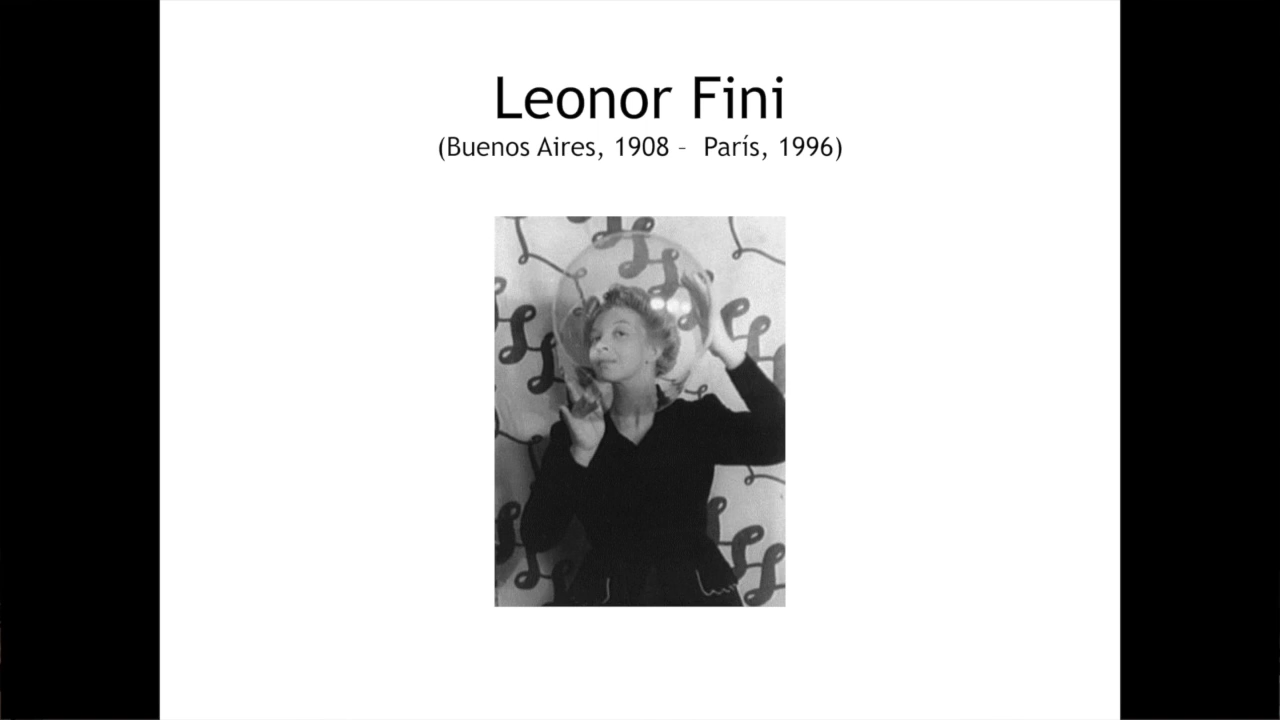 Leonor Fini
(Buenos Aires, 1908 - París, 1996)